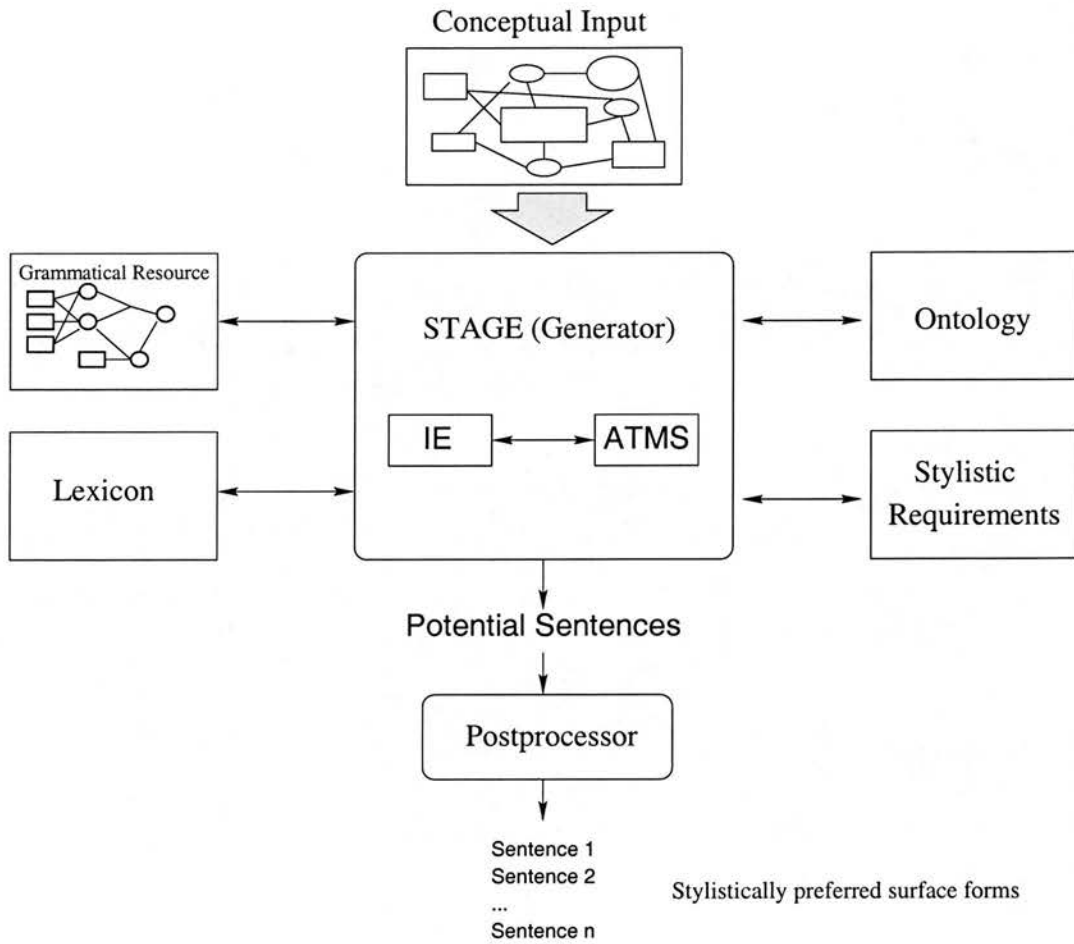 Conceptual Input
Grammatical Resource
STAGE (Generator)
Ontology
IE
ATMS
Lexicon
Stylistic
Requirements
Potential Sentences
Postprocessor
Sentence 1
Sentence 2
...
Sentence n
Stylistically preferred surface forms